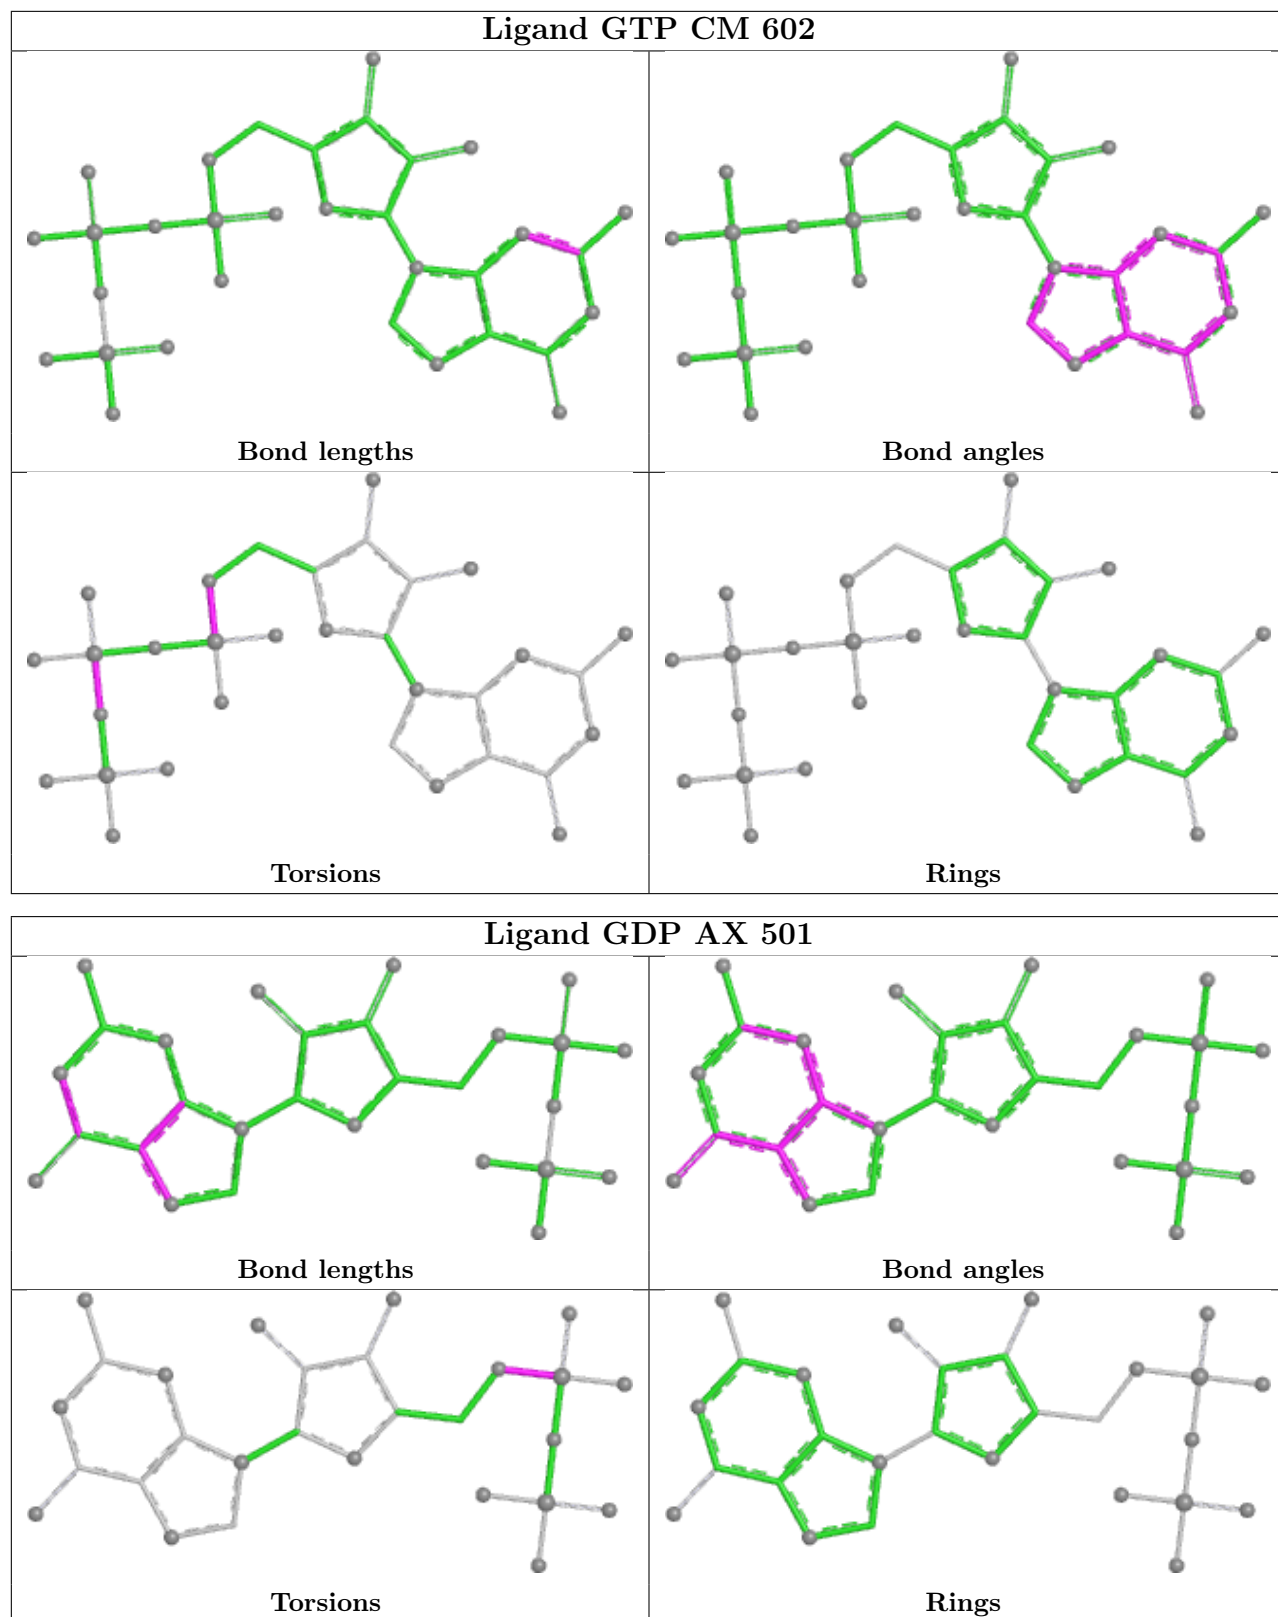 Ligand GTP CM 602
Bond lengths
Bond angles
Torsions
Rings
Ligand GDP AX 501
Bond lengths
Bond angles
Torsions
Rings